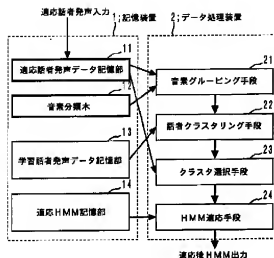 適応話者発声入力
1;記憶装置
2;データ処理装置
11
適応話者発声データ記憶部
12
音素分類木
13
学習話者発声データ記憶部
14
適応HMM記憶部
21
音素グルーピング手段
22
話者クラスタリング手段
23
クラスタ選択手段
24
HMM適応手段
適応後HMM出力